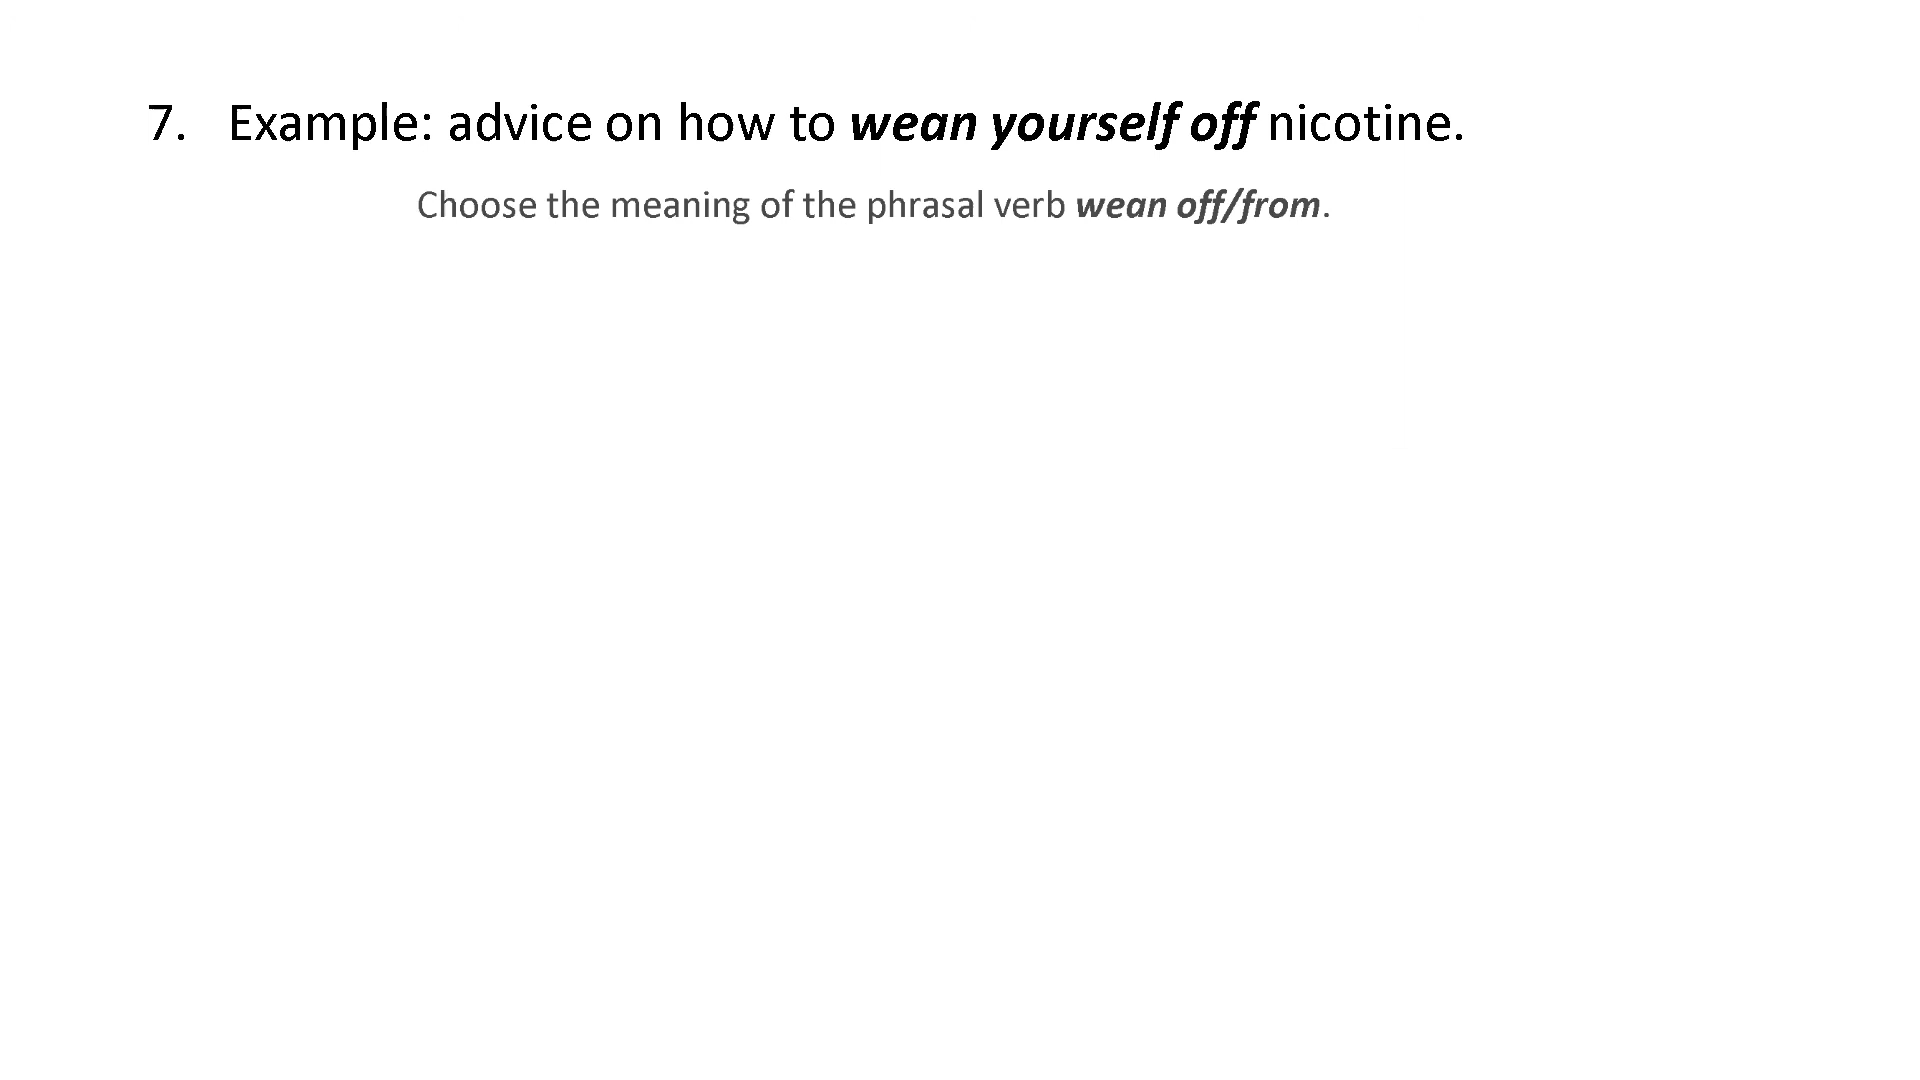 7. Example: advice on how to wean yourself off nicotine.
Choose the meaning of the phrasal verb wean off/from.